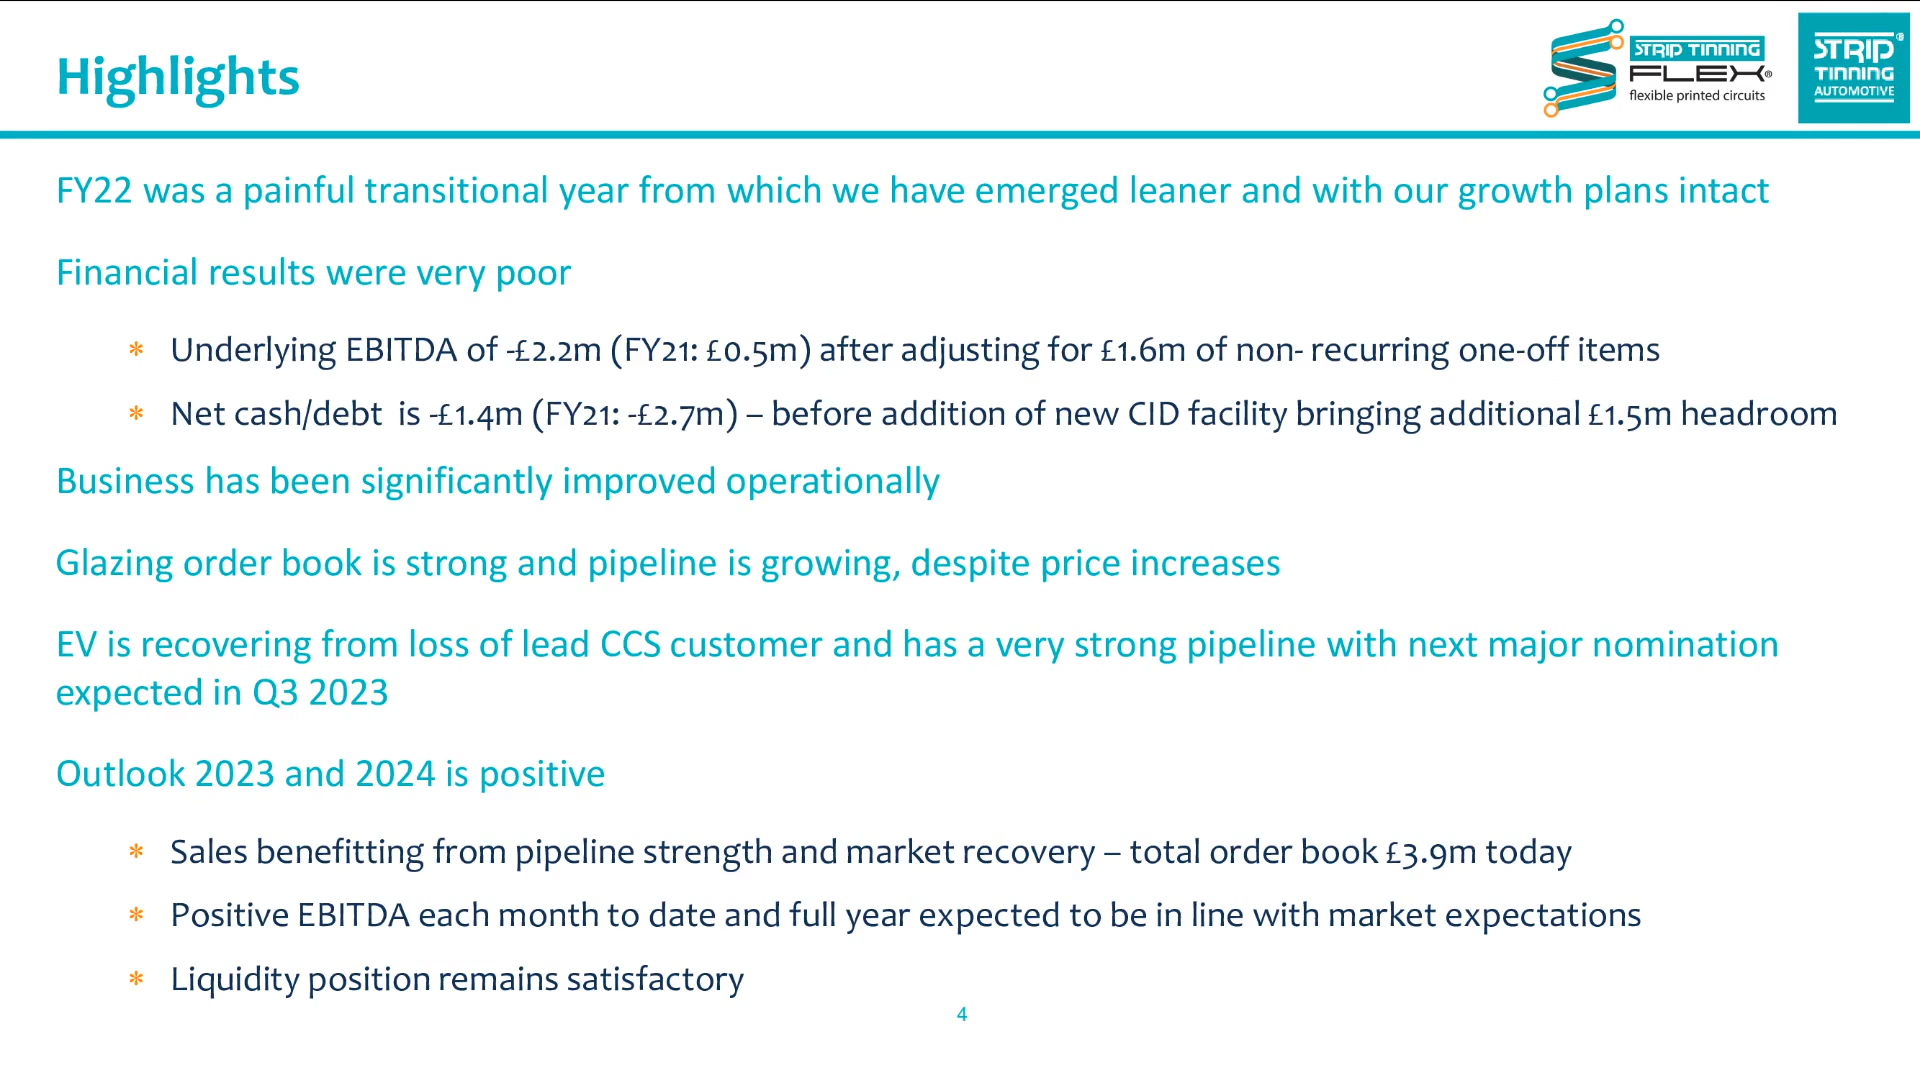 Highlights
STRIP TINNING
FLEX®
flexible printed circuits
STRIP®
TINNING
AUTOMOTIVE
FY22 was a painful transitional year from which we have emerged leaner and with our growth plans intact
Financial results were very poor
* Underlying EBITDA of -£2.2m (FY21: £0.5m) after adjusting for £1.6m of non- recurring one-off items
* Net cash/debt  is -£1.4m (FY21: -£2.7m) – before addition of new CID facility bringing additional £1.5m headroom
Business has been significantly improved operationally
Glazing order book is strong and pipeline is growing, despite price increases
EV is recovering from loss of lead CCS customer and has a very strong pipeline with next major nomination
expected in Q3 2023
Outlook 2023 and 2024 is positive
* Sales benefitting from pipeline strength and market recovery – total order book £3.9m today
* Positive EBITDA each month to date and full year expected to be in line with market expectations
* Liquidity position remains satisfactory
4